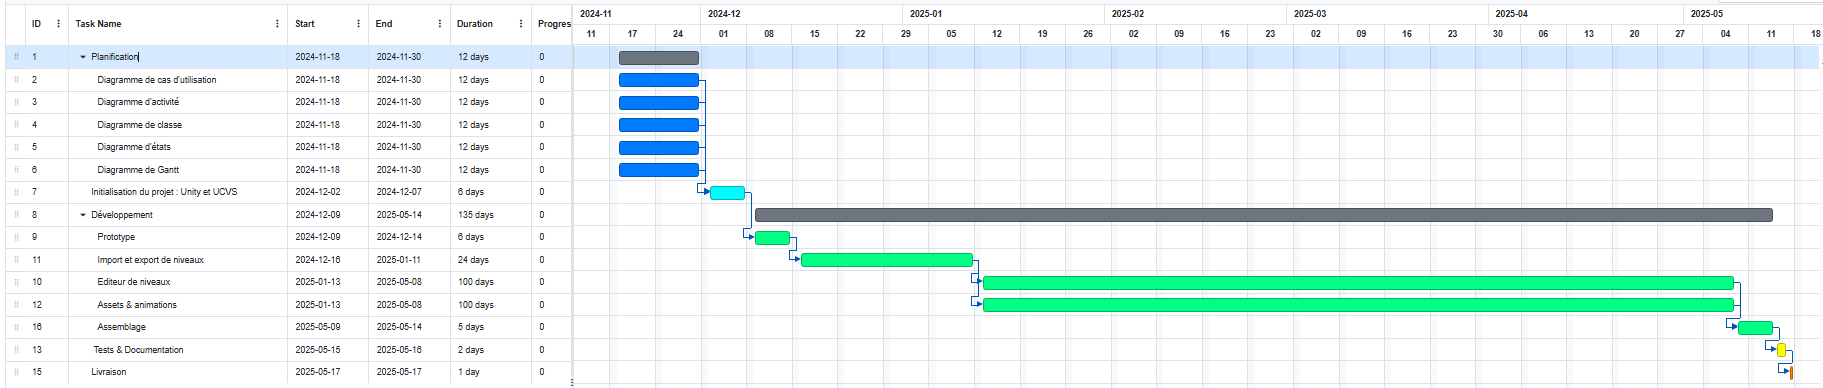 2024-11 2024-12 2025-01 2025-02 2025-03 2025-04 2025-05
ID Task Name Start End Duration Progres
11 17 24 01 08 15 22 29 05 12 19 26 02 09 16 23 02 09 16 23 30 06 13 20 27 04 11 18
1 Planification 2024-11-18 2024-11-30 12 days 0
2 Diagramme de cas d'utilisation 2024-11-18 2024-11-30 12 days 0
3 Diagramme d'activité 2024-11-18 2024-11-30 12 days 0
4 Diagramme de classe 2024-11-18 2024-11-30 12 days 0
5 Diagramme d'états 2024-11-18 2024-11-30 12 days 0
6 Diagramme de Gantt 2024-11-18 2024-11-30 12 days 0
7 Initialisation du projet : Unity et UCVS 2024-12-02 2024-12-07 6 days 0
8 Développement 2024-12-09 2025-05-14 135 days 0
9 Prototype 2024-12-09 2024-12-14 6 days 0
11 Import et export de niveaux 2024-12-16 2025-01-11 24 days 0
10 Editeur de niveaux 2025-01-13 2025-05-08 100 days 0
12 Assets & animations 2025-01-13 2025-05-08 100 days 0
16 Assemblage 2025-05-09 2025-05-14 5 days 0
13 Tests & Documentation 2025-05-15 2025-05-16 2 days 0
15 Livraison 2025-05-17 2025-05-17 1 day 0